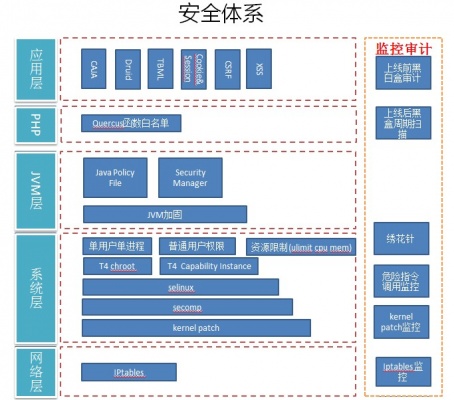 安全体系
应用层
CAJA
Druid
TBML
Cookie&
Session
CSRF
XSS
监控审计
上线前黑
白盒审计
PHP
Quercus函数白名单
上线后黑
盒周期扫
描
JVM层
Java Policy
File
Security
Manager
JVM加固
系统层
单用户单进程
普通用户权限
资源限制(ulimit cpu mem)
T4 chroot
T4 Capability instance
selinux
secomp
kernel patch
绣花针
危险指令
调用监控
kernel
patch监控
网络层
IPtables
Iptables监
控